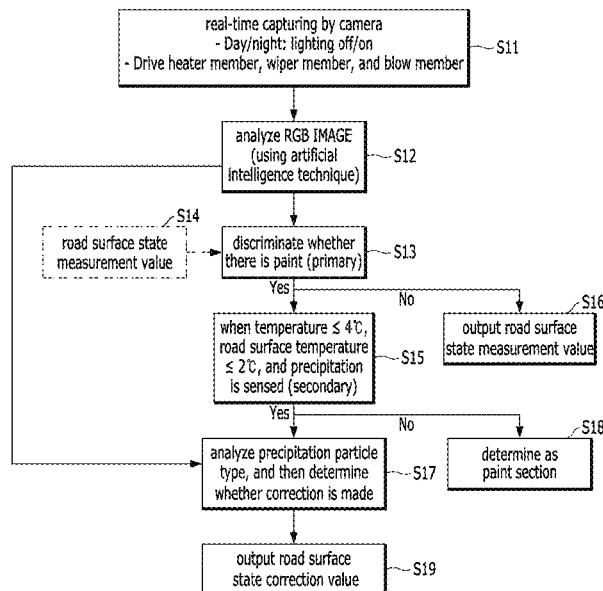 real-time capturing by camera
- Day/night: lighting off/on
- Drive heater member, wiper member, and blow member
S11
analyze RGB IMAGE
(using artificial
intelligence technique)
S12
S14
road surface state
measurement value
discriminate whether
there is paint (primary)
S13
Yes
No
S16
output road surface
state measurement value
when temperature ≤ 4℃,
road surface temperature
≤ 2℃, and precipitation
is sensed (secondary)
S15
Yes
No
S18
determine as
paint section
analyze precipitation particle
type, and then determine
whether correction is made
S17
output road surface
state correction value
S19